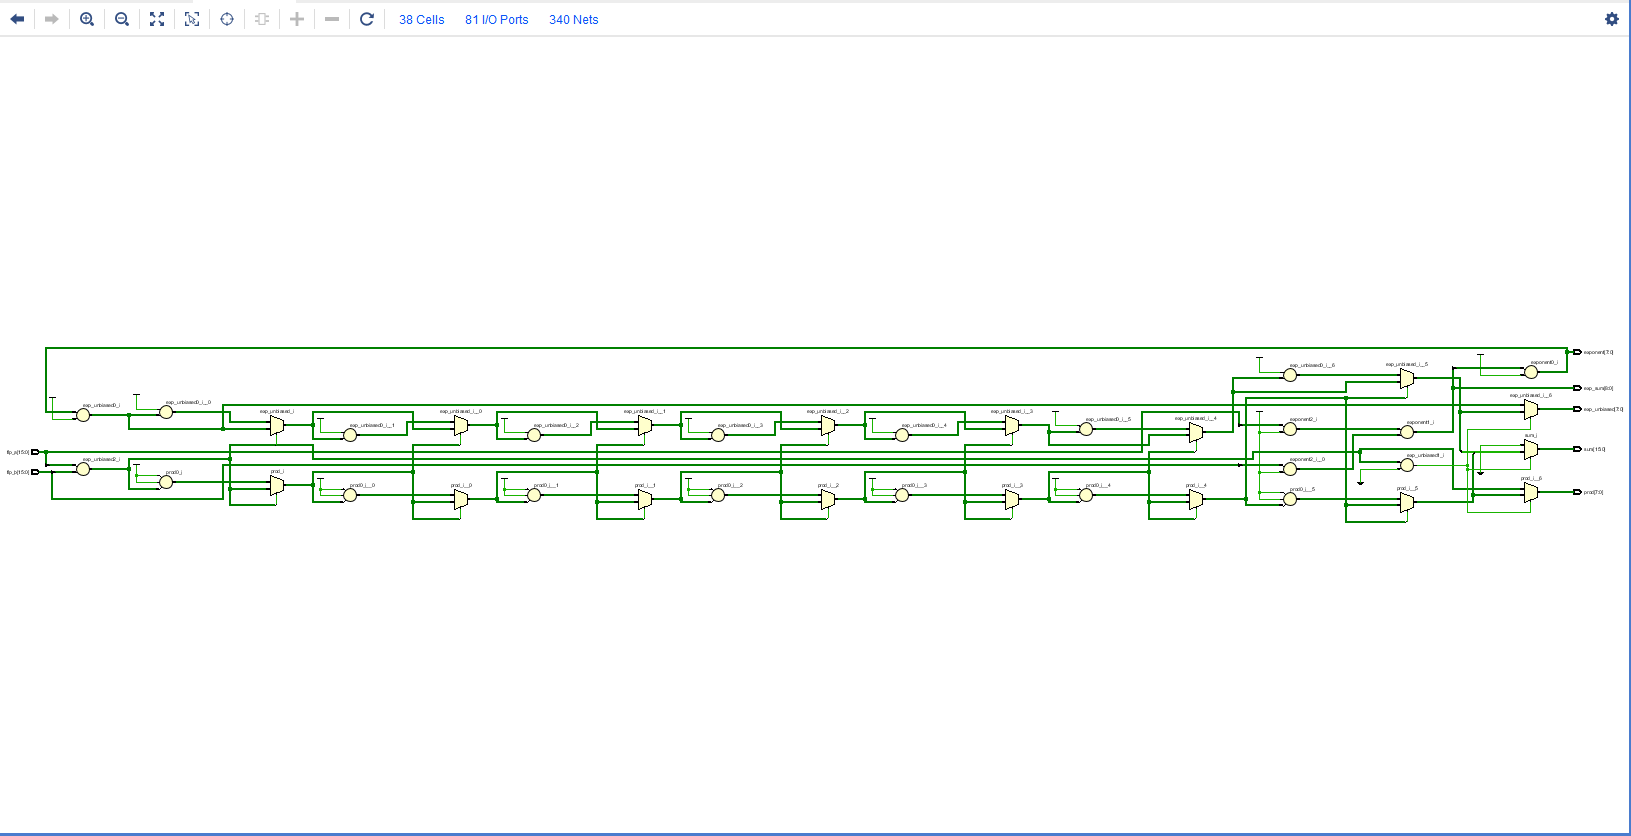 38 Cells 81 I/O Ports 340 Nets
exponent[7:0]
exp_unbiased0_i__6
exp_unbiased_i__5
exponent0_i
exp_sum[8:0]
exp_unbiased_i__6
exp_unbiased0_i
exp_unbiased0_i__0
exp_unbiased[7:0]
exp_unbiased_i
exp_unbiased_i__0
exp_unbiased_i__1
exp_unbiased_i__2
exp_unbiased_i__3
exp_unbiased0_i__5
exp_unbiased_i__4
exponent2_i
exponent1_i
exp_unbiased0_i__1
exp_unbiased0_i__2
exp_unbiased0_i__3
exp_unbiased0_i__4
sum_i
flp_a[15:0]
sum[15:0]
exp_unbiased2_i
exponent2_i__0
exp_unbiased1_i
flp_b[15:0]
prod0_i
prod_i
prod_i__6
prod0_i__0
prod_i__0
prod0_i__1
prod_i__1
prod0_i__2
prod_i__2
prod0_i__3
prod_i__3
prod0_i__4
prod_i__4
prod0_i__5
prod_i__5
prod[7:0]